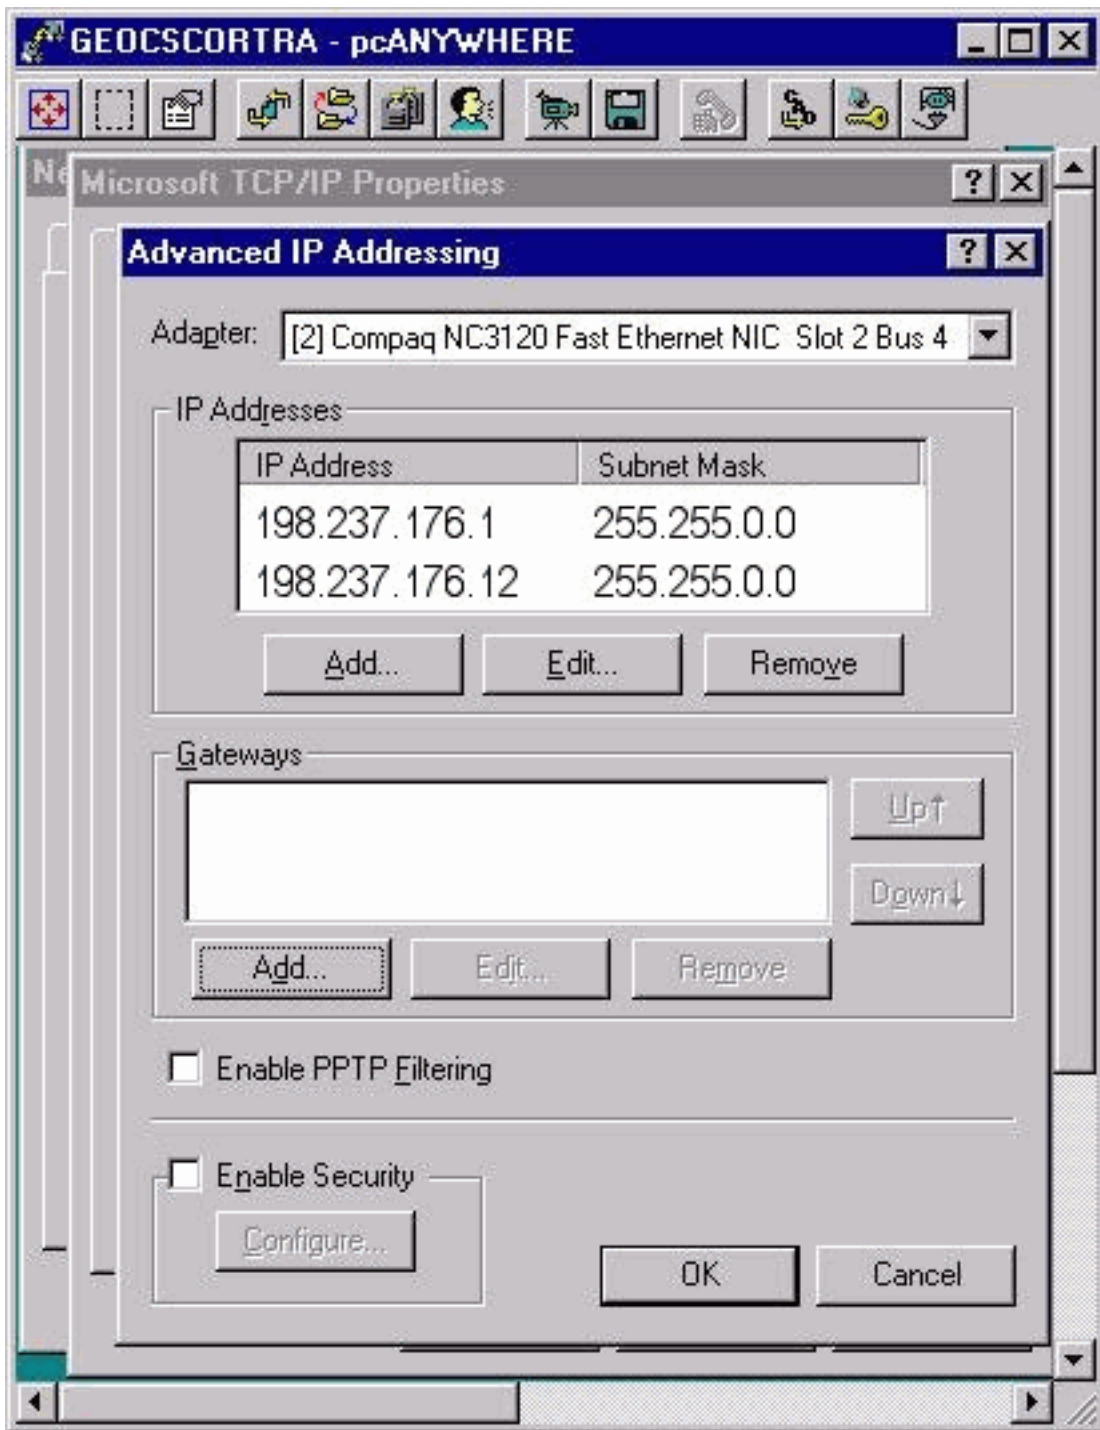 GEOCSCORTRA - pcANYWHERE
Microsoft TCP/IP Properties
Advanced IP Addressing
Adapter: [2] Compaq NC3120 Fast Ethernet NIC Slot 2 Bus 4
IP Addresses
IP Address Subnet Mask
198.237.176.1 255.255.0.0
198.237.176.12 255.255.0.0
Add... Edit... Remove
Gateways
Up↑
Down↓
Add... Edit... Remove
Enable PPTP Filtering
Enable Security
Configure...
OK Cancel